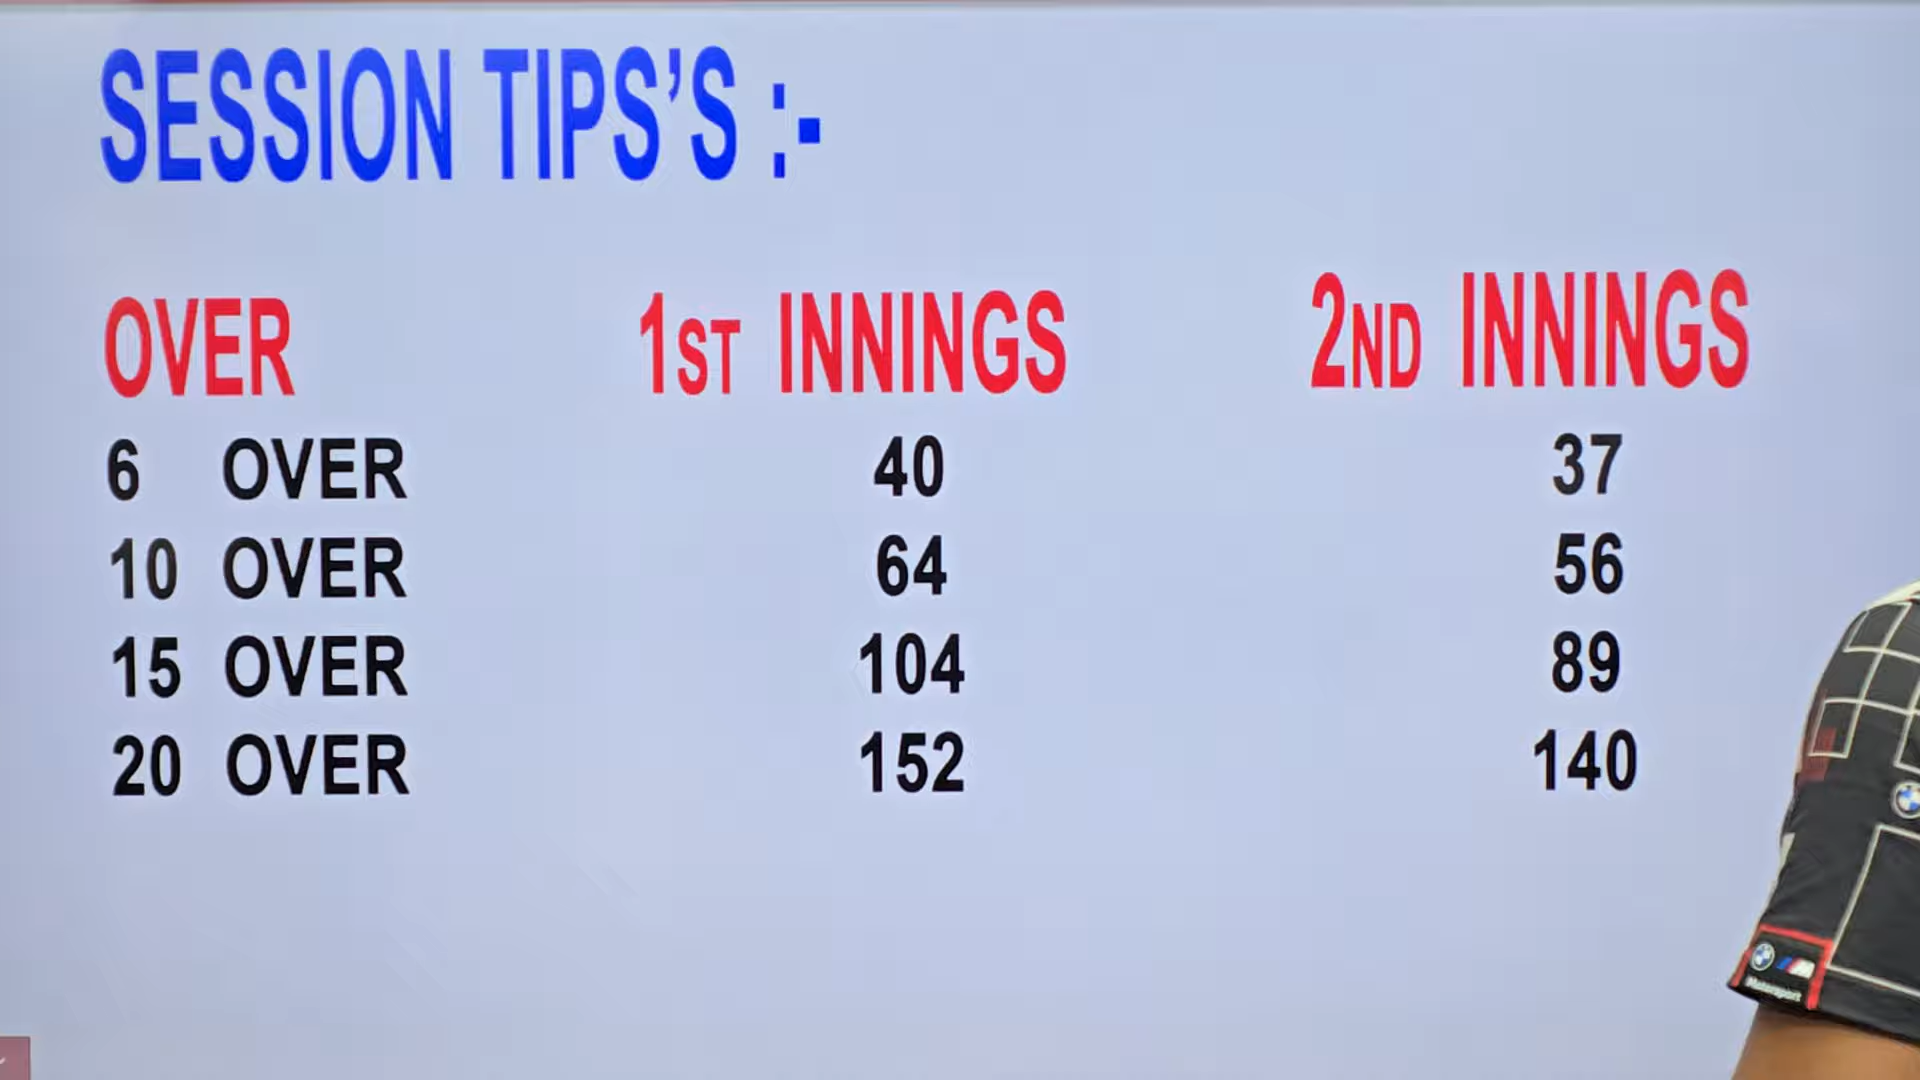 SESSION TIPS'S :-
OVER 1ST INNINGS 2ND INNINGS
6 OVER 40 37
10 OVER 64 56
15 OVER 104 89
20 OVER 152 140
Motorsport